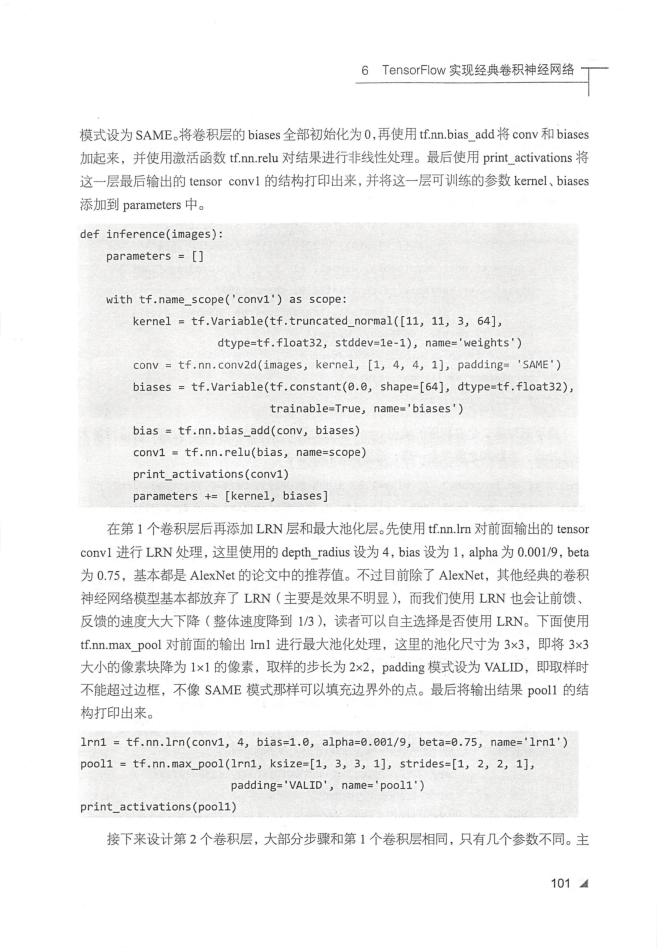 6 TensorFlow 实现经典卷积神经网络
模式设为 SAME。将卷积层的 biases 全部初始化为 0，再使用 tf.nn.bias_add 将 conv 和 biases
加起来，并使用激活函数 tf.nn.relu 对结果进行非线性处理。最后使用 print_activations 将
这一层最后输出的 tensor conv1 的结构打印出来，并将这一层可训练的参数 kernel、biases
添加到 parameters 中。
def inference(images):
    parameters = []
    with tf.name_scope('conv1') as scope:
        kernel = tf.Variable(tf.truncated_normal([11, 11, 3, 64],
                    dtype=tf.float32, stddev=1e-1), name='weights')
        conv = tf.nn.conv2d(images, kernel, [1, 4, 4, 1], padding= 'SAME')
        biases = tf.Variable(tf.constant(0.0, shape=[64], dtype=tf.float32),
                            trainable=True, name='biases')
        bias = tf.nn.bias_add(conv, biases)
        conv1 = tf.nn.relu(bias, name=scope)
        print_activations(conv1)
        parameters += [kernel, biases]
在第 1 个卷积层后再添加 LRN 层和最大池化层。先使用 tf.nn.lrn 对前面输出的 tensor
conv1 进行 LRN 处理，这里使用的 depth_radius 设为 4，bias 设为 1，alpha 为 0.001/9，beta
为 0.75，基本都是 AlexNet 的论文中的推荐值。不过目前除了 AlexNet，其他经典的卷积
神经网络模型基本都放弃了 LRN（主要是效果不明显），而我们使用 LRN 也会让前馈、
反馈的速度大大下降（整体速度降到 1/3），读者可以自主选择是否使用 LRN。下面使用
tf.nn.max_pool 对前面的输出 lrn1 进行最大池化处理，这里的池化尺寸为 3×3，即将 3×3
大小的像素块降为 1×1 的像素，取样的步长为 2×2，padding 模式设为 VALID，即取样时
不能超过边框，不像 SAME 模式那样可以填充边界外的点。最后将输出结果 pool1 的结
构打印出来。
lrn1 = tf.nn.lrn(conv1, 4, bias=1.0, alpha=0.001/9, beta=0.75, name='lrn1')
pool1 = tf.nn.max_pool(lrn1, ksize=[1, 3, 3, 1], strides=[1, 2, 2, 1],
                       padding='VALID', name='pool1')
print_activations(pool1)
接下来设计第 2 个卷积层，大部分步骤和第 1 个卷积层相同，只有几个参数不同。主
101